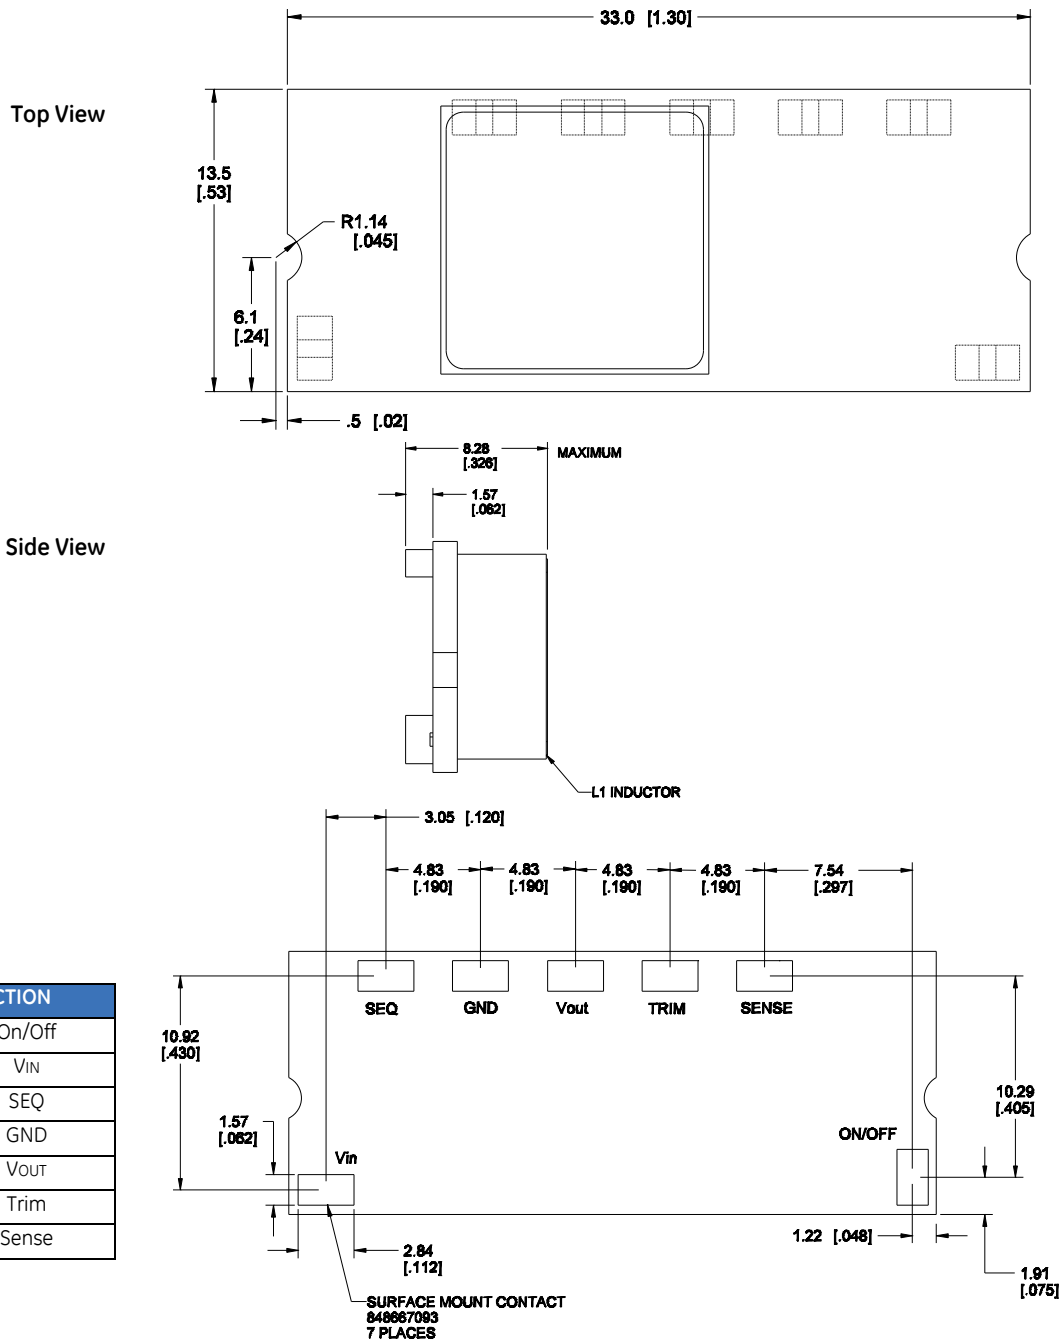 33.0 [1.30]
Top View
13.5
[.53]
R1.14
[.045]
6.1
[.24]
.5 [.02]
8.28
[.326]
MAXIMUM
1.57
[.062]
Side View
L1 INDUCTOR
3.05 [.120]
4.83
[.190]
4.83
[.190]
4.83
[.190]
4.83
[.190]
7.54
[.297]
SEQ
GND
Vout
TRIM
SENSE
10.92
[.430]
10.29
[.405]
1.57
[.062]
Vin
ON/OFF
1.22 [.048]
2.84
[.112]
1.91
[.075]
SURFACE MOUNT CONTACT
848667093
7 PLACES
CTION
On/Off
VIN
SEQ
GND
VOUT
Trim
Sense